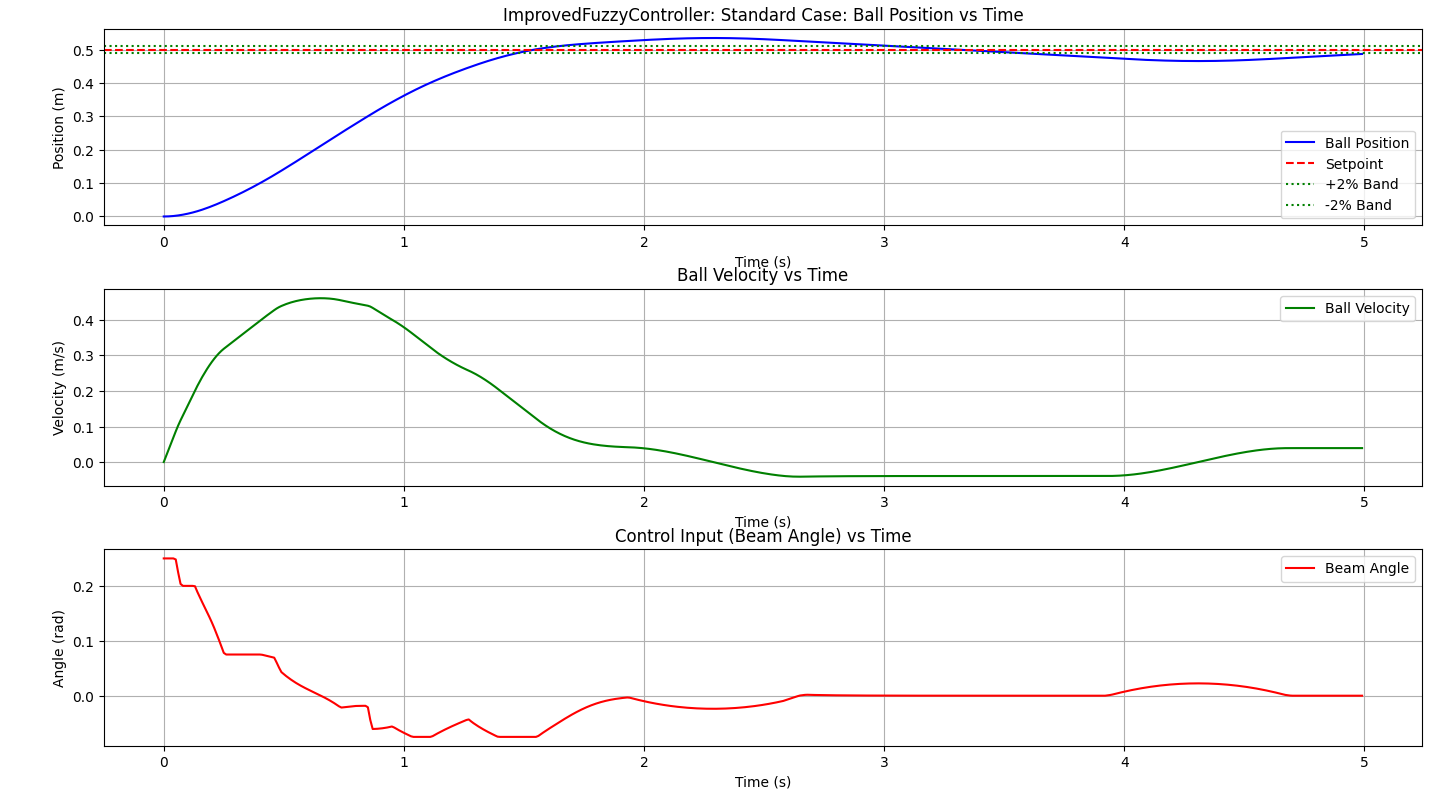 ImprovedFuzzyController: Standard Case: Ball Position vs Time
Position (m)
0.5
0.4
0.3
0.2
0.1
0.0
Ball Position
Setpoint
+2% Band
-2% Band
0 1 2 3 4 5
Time (s)
Ball Velocity vs Time
Velocity (m/s)
0.4
0.3
0.2
0.1
0.0
Ball Velocity
0 1 2 3 4 5
Time (s)
Control Input (Beam Angle) vs Time
Angle (rad)
0.2
0.1
0.0
Beam Angle
0 1 2 3 4 5
Time (s)